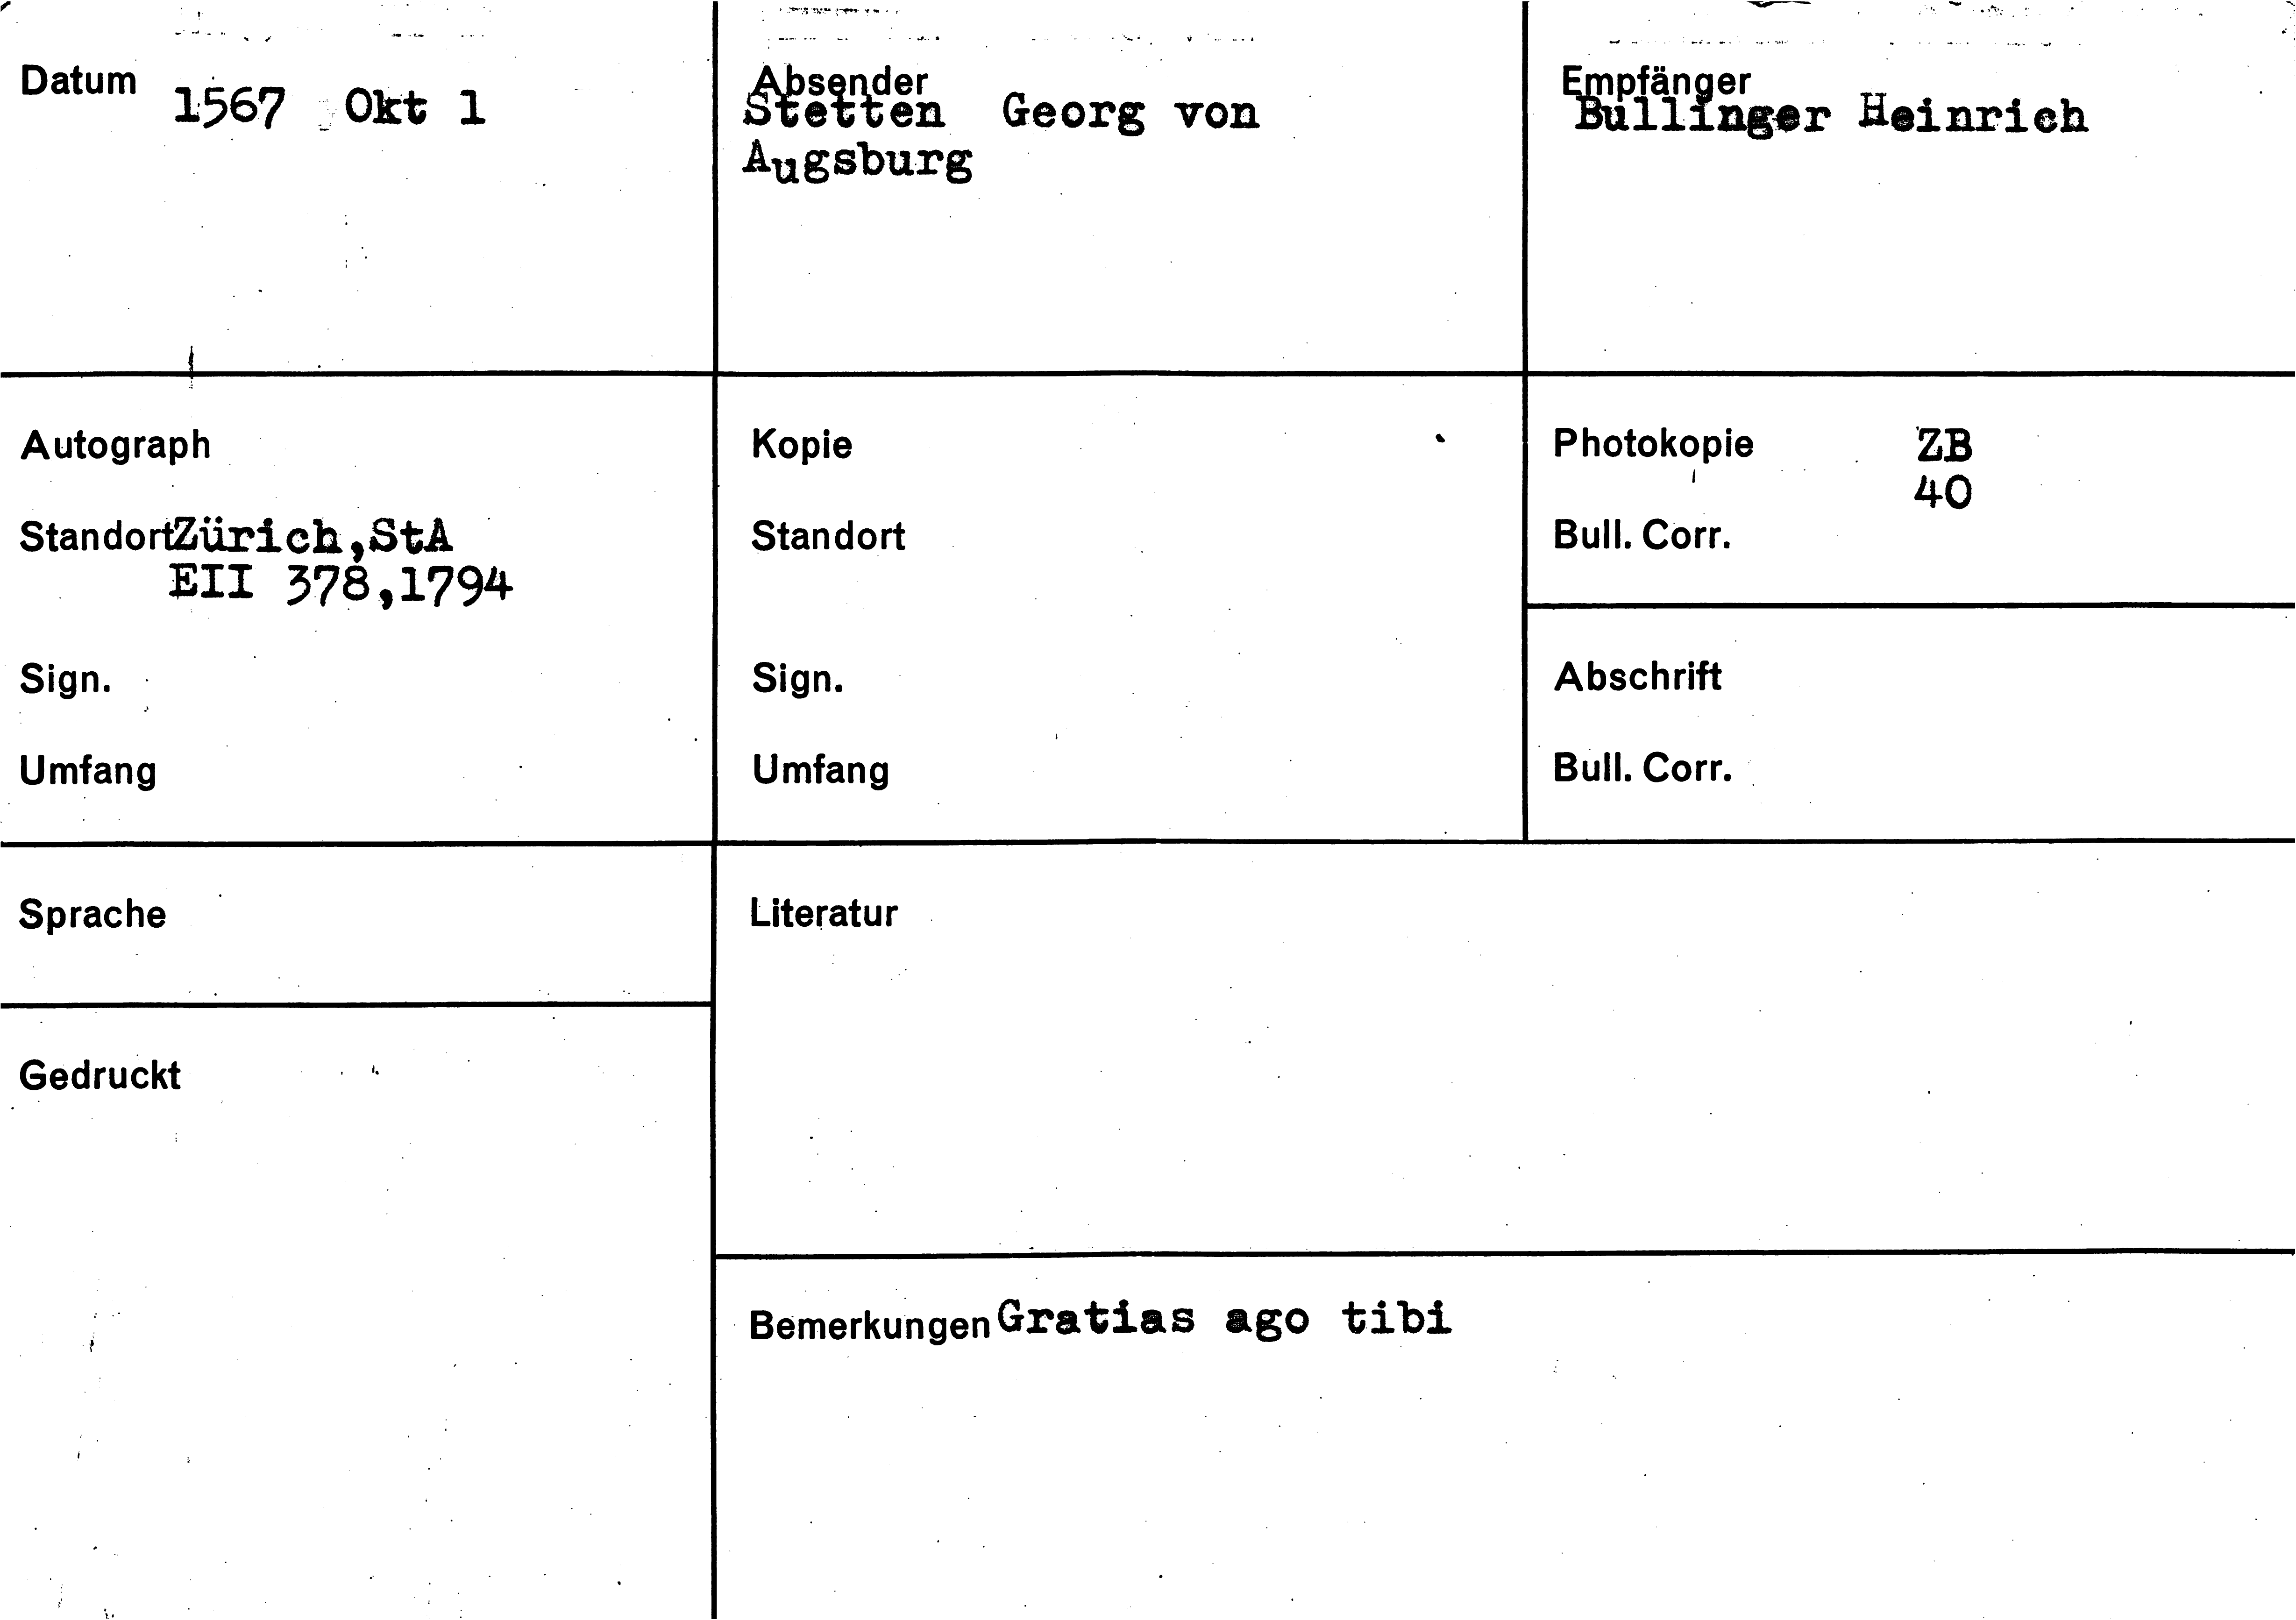 Datum 1567 Okt 1
Absender
Stetten Georg von
Augsburg
Empfänger
Bullinger Heinrich
Autograph
Standort Zürich,StA
EII 378,1794
Sign.
Umfang
Kopie
Standort
Sign.
Umfang
Photokopie ZB
40
Bull. Corr.
Abschrift
Bull. Corr.
Sprache
Gedruckt
Literatur
Bemerkungen Gratias ago tibi